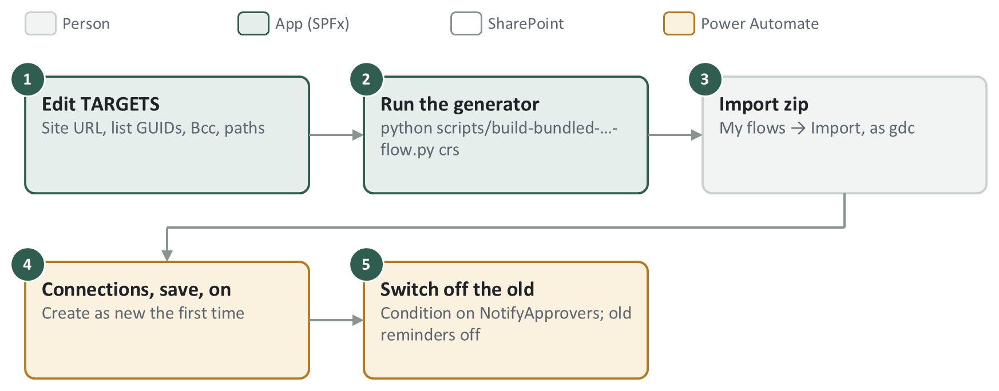 Person
App (SPFx)
SharePoint
Power Automate
1
Edit TARGETS
Site URL, list GUIDs, Bcc, paths
2
Run the generator
python scripts/build-bundled-...-
flow.py crs
3
Import zip
My flows → Import, as gdc
4
Connections, save, on
Create as new the first time
5
Switch off the old
Condition on NotifyApprovers; old
reminders off